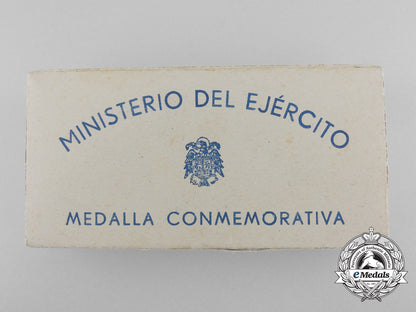 MINISTERIO DEL EJÉRCITO
MEDALLA CONMEMORATIVA
eMedals